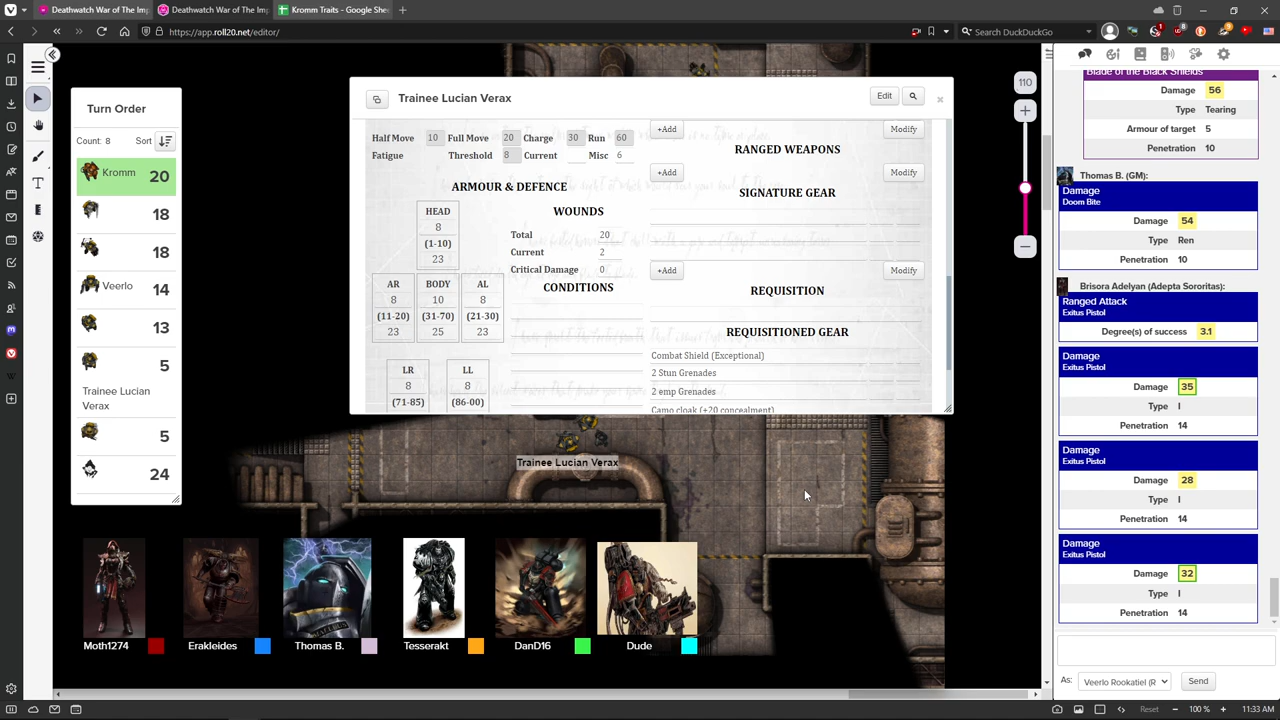 Deathwatch War of The Imp
Deathwatch War of The Imp
Kromm Traits - Google She
https://app.roll20.net/editor/
Search DuckDuckGo
Turn Order
Count: 8
Sort
Kromm 20
18
18
Veerlo 14
13
5
Trainee Lucian
Verax
5
24
Trainee Lucian Verax
Edit
Half Move 10 Full Move 20 Charge 30 Run 60
Fatigue Threshold 8 Current Misc 6
ARMOUR & DEFENCE
HEAD
8
(1-10)
23
AR
8
(11-20)
23
BODY
10
(31-70)
25
AL
8
(21-30)
23
LR
8
(71-85)
LL
8
(86-00)
WOUNDS
Total 20
Current 2
Critical Damage 0
CONDITIONS
+Add Modify
RANGED WEAPONS
+Add Modify
SIGNATURE GEAR
+Add Modify
REQUISITION
REQUISITIONED GEAR
Combat Shield (Exceptional)
2 Stun Grenades
2 emp Grenades
Camo cloak (+20 concealment)
Trainee Lucian Verax
110
Moth1274
Erakleides
Thomas B.
Tesserakt
DanD16
Dude
Blade of the Black Shields
Damage 56
Type Tearing
Armour of target 5
Penetration 10
Thomas B. (GM):
Damage
Doom Bite
Damage 54
Type Ren
Penetration 10
Brisora Adelyan (Adepta Sororitas):
Ranged Attack
Exitus Pistol
Degree(s) of success 3.1
Damage
Exitus Pistol
Damage 35
Type I
Penetration 14
Damage
Exitus Pistol
Damage 28
Type I
Penetration 14
Damage
Exitus Pistol
Damage 32
Type I
Penetration 14
As: Veerlo Rookatiel (R
Send
Reset 100 % 11:33 AM